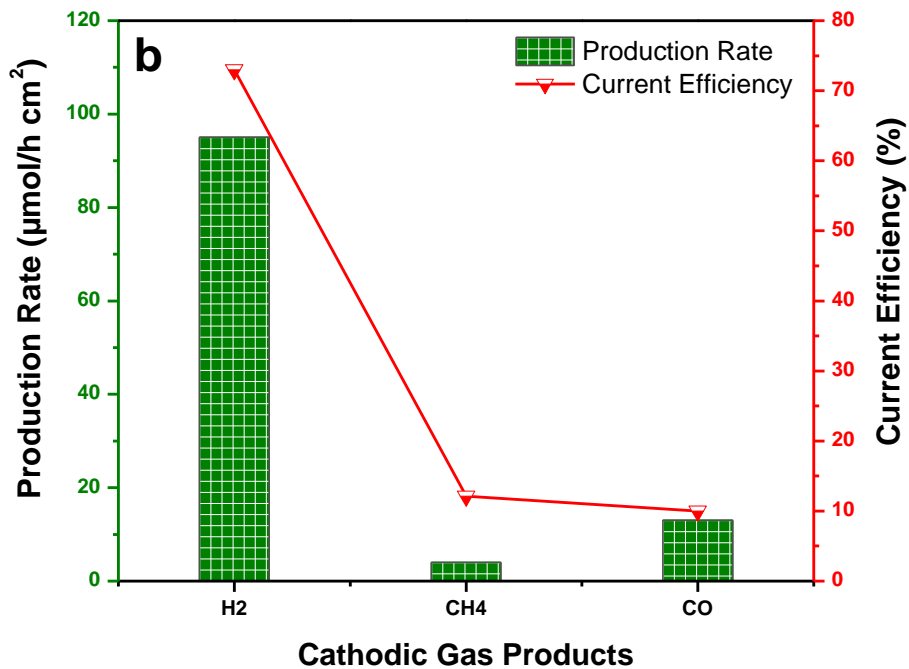 b
Production Rate
Current Efficiency
Production Rate (μmol/h cm²)
120
100
80
60
40
20
0
80
70
60
50
40
30
20
10
0
Current Efficiency (%)
H2 CH4 CO
Cathodic Gas Products